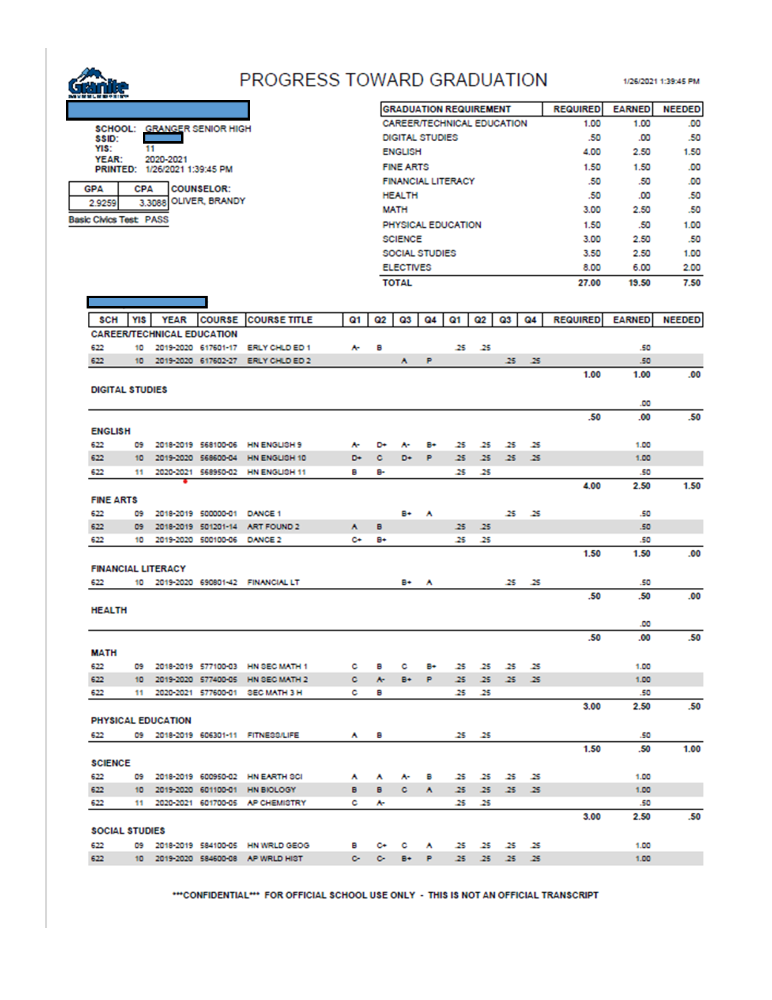 Granite
PROGRESS TOWARD GRADUATION
1/26/2021 1:39:45 PM
SCHOOL: GRANGER SENIOR HIGH
SSID:
YIS: 11
YEAR: 2020-2021
PRINTED: 1/26/2021 1:39:45 PM
GPA CPA COUNSELOR:
2.9259 3.3088 OLIVER, BRANDY
Basic Civics Test: PASS
GRADUATION REQUIREMENT REQUIRED EARNED NEEDED
CAREER/TECHNICAL EDUCATION 1.00 1.00 .00
DIGITAL STUDIES .50 .00 .50
ENGLISH 4.00 2.50 1.50
FINE ARTS 1.50 1.50 .00
FINANCIAL LITERACY .50 .50 .00
HEALTH .50 .00 .50
MATH 3.00 2.50 .50
PHYSICAL EDUCATION 1.50 .50 1.00
SCIENCE 3.00 2.50 .50
SOCIAL STUDIES 3.50 2.50 1.00
ELECTIVES 8.00 6.00 2.00
TOTAL 27.00 19.50 7.50
SCH YIS YEAR COURSE COURSE TITLE Q1 Q2 Q3 Q4 Q1 Q2 Q3 Q4 REQUIRED EARNED NEEDED
CAREER/TECHNICAL EDUCATION
622 10 2019-2020 617601-17 ERLY CHLD ED 1 A- B .25 .25 .50
622 10 2019-2020 617602-27 ERLY CHLD ED 2 A P .25 .25 .50
1.00 1.00 .00
DIGITAL STUDIES
.00
.50 .00 .50
ENGLISH
622 09 2018-2019 568100-06 HN ENGLISH 9 A- D+ A- B+ .25 .25 .25 .25 1.00
622 10 2019-2020 568600-04 HN ENGLISH 10 D+ C D+ P .25 .25 .25 .25 1.00
622 11 2020-2021 568950-02 HN ENGLISH 11 B B- .25 .25 .50
4.00 2.50 1.50
FINE ARTS
622 09 2018-2019 500000-01 DANCE 1 B+ A .25 .25 .50
622 09 2018-2019 501201-14 ART FOUND 2 A B .25 .25 .50
622 10 2019-2020 500100-06 DANCE 2 C+ B+ .25 .25 .50
1.50 1.50 .00
FINANCIAL LITERACY
622 10 2019-2020 690801-42 FINANCIAL LT B+ A .25 .25 .50
.50 .50 .00
HEALTH
.00
.50 .00 .50
MATH
622 09 2018-2019 577100-03 HN SEC MATH 1 C B C B+ .25 .25 .25 .25 1.00
622 10 2019-2020 577400-05 HN SEC MATH 2 C A- B+ P .25 .25 .25 .25 1.00
622 11 2020-2021 577600-01 SEC MATH 3 H C B .25 .25 .50
3.00 2.50 .50
PHYSICAL EDUCATION
622 09 2018-2019 606301-11 FITNESS/LIFE A B .25 .25 .50
1.50 .50 1.00
SCIENCE
622 09 2018-2019 600950-02 HN EARTH SCI A A A- B .25 .25 .25 .25 1.00
622 10 2019-2020 601100-01 HN BIOLOGY B B C A .25 .25 .25 .25 1.00
622 11 2020-2021 601700-05 AP CHEMISTRY C A- .25 .25 .50
3.00 2.50 .50
SOCIAL STUDIES
622 09 2018-2019 584100-05 HN WRLD GEOG B C+ C A .25 .25 .25 .25 1.00
622 10 2019-2020 584600-08 AP WRLD HIST C- C- B+ P .25 .25 .25 .25 1.00
***CONFIDENTIAL*** FOR OFFICIAL SCHOOL USE ONLY - THIS IS NOT AN OFFICIAL TRANSCRIPT